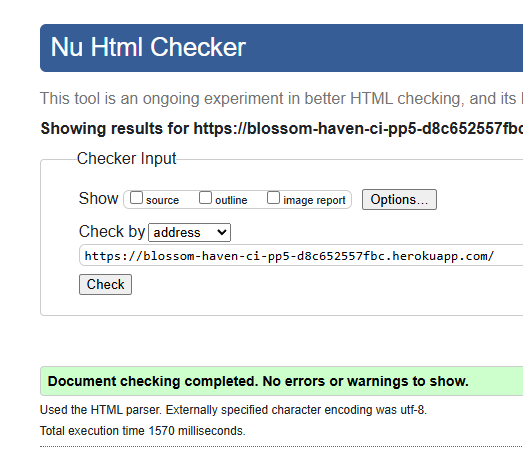 Nu Html Checker
This tool is an ongoing experiment in better HTML checking, and its
Showing results for https://blossom-haven-ci-pp5-d8c652557fbc
Checker Input
Show source outline image report Options...
Check by address
https://blossom-haven-ci-pp5-d8c652557fbc.herokuapp.com/
Check
Document checking completed. No errors or warnings to show.
Used the HTML parser. Externally specified character encoding was utf-8.
Total execution time 1570 milliseconds.